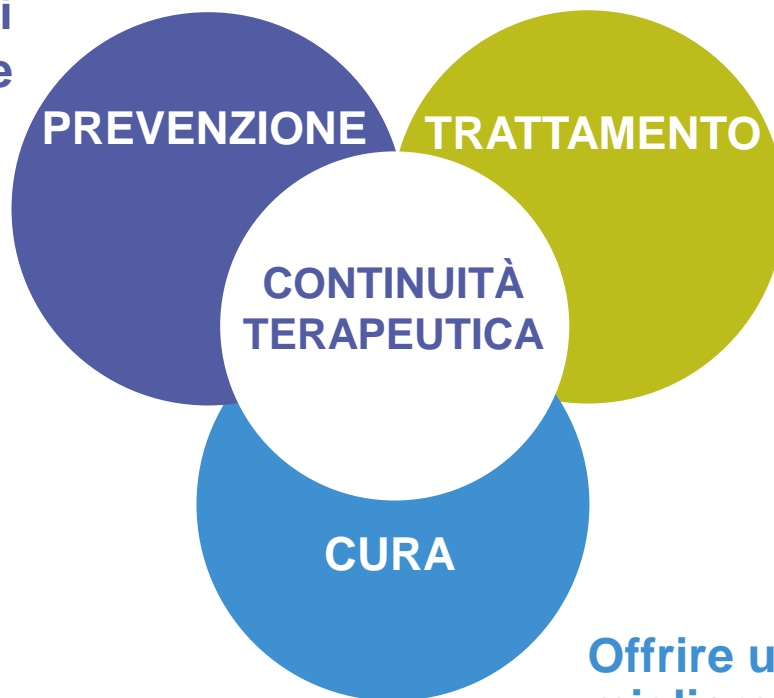 PREVENZIONE
TRATTAMENTO
CONTINUITÀ
TERAPEUTICA
CURA
Offrire